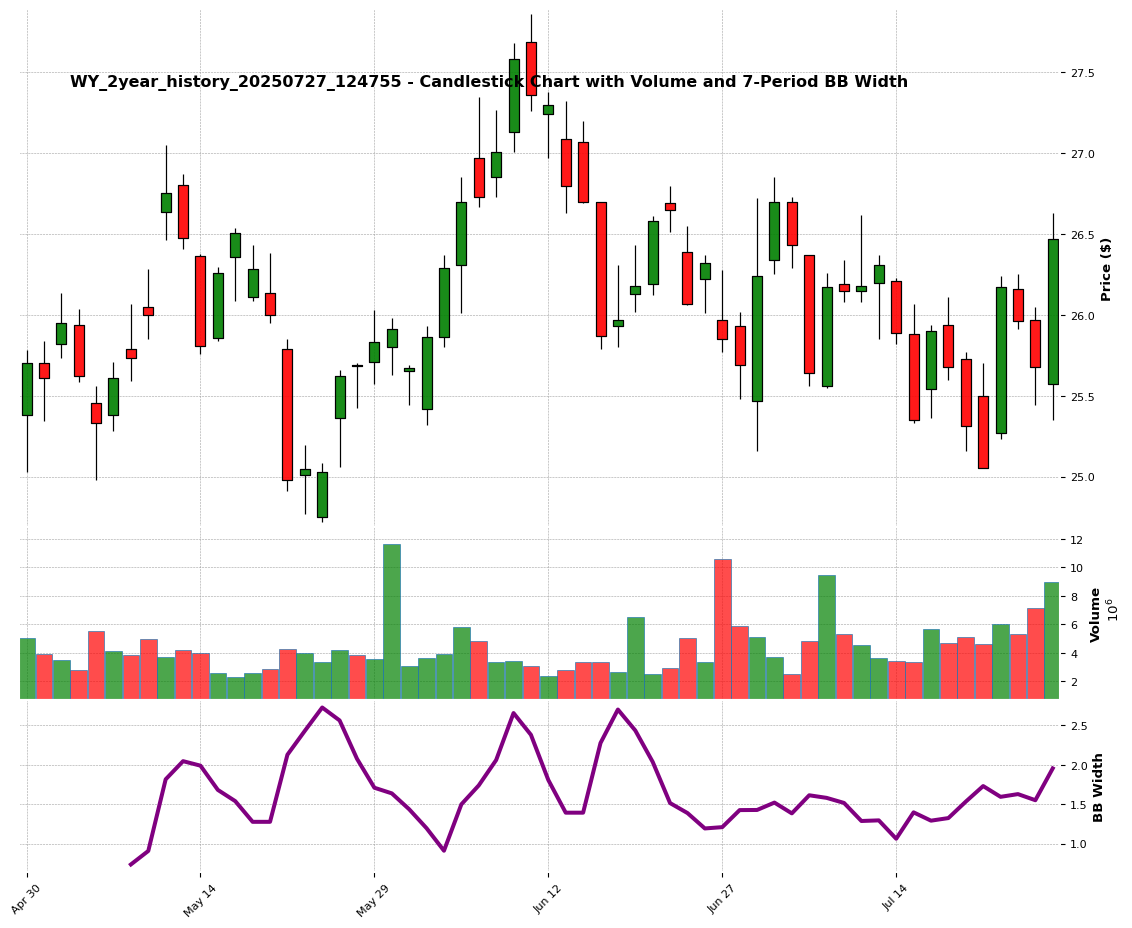 WY_2year_history_20250727_124755 - Candlestick Chart with Volume and 7-Period BB Width
27.5
27.0
26.5
26.0
25.5
25.0
Price ($)
12
10
8
6
4
2
Volume
10^6
2.5
2.0
1.5
1.0
BB Width
Apr 30
May 14
May 29
Jun 12
Jun 27
Jul 14